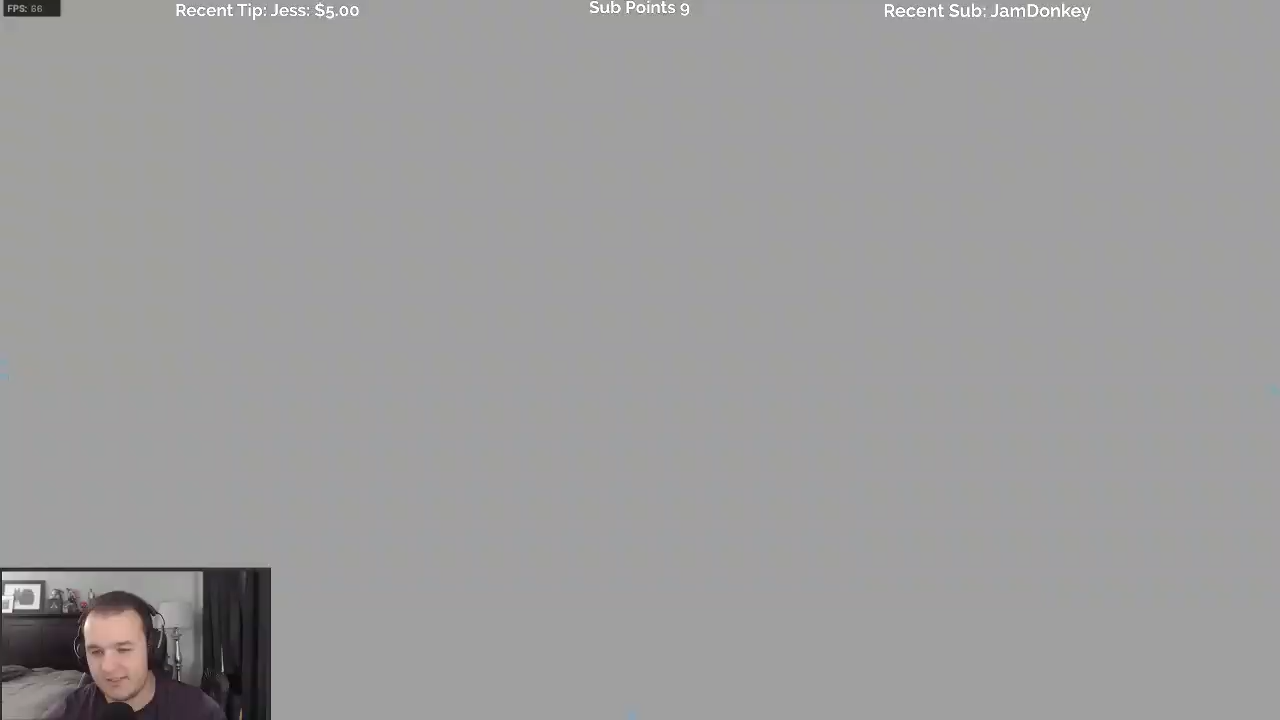 FPS: 66
Recent Tip: Jess: $5.00
Sub Points 9
Recent Sub: JamDonkey